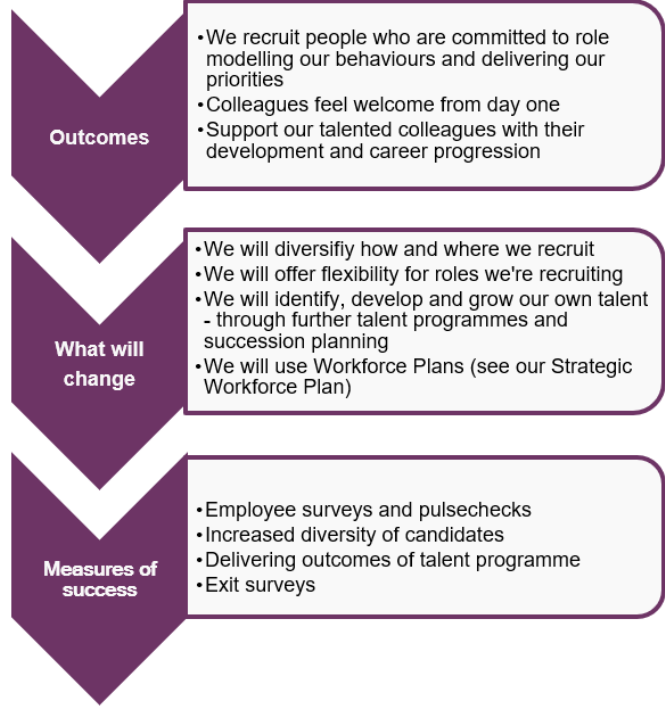 Outcomes
•We recruit people who are committed to role
modelling our behaviours and delivering our
priorities
•Colleagues feel welcome from day one
•Support our talented colleagues with their
development and career progression
What will
change
•We will diversifiy how and where we recruit
•We will offer flexibility for roles we're recruiting
•We will identify, develop and grow our own talent
- through further talent programmes and
succession planning
•We will use Workforce Plans (see our Strategic
Workforce Plan)
Measures of
success
•Employee surveys and pulsechecks
•Increased diversity of candidates
•Delivering outcomes of talent programme
•Exit surveys